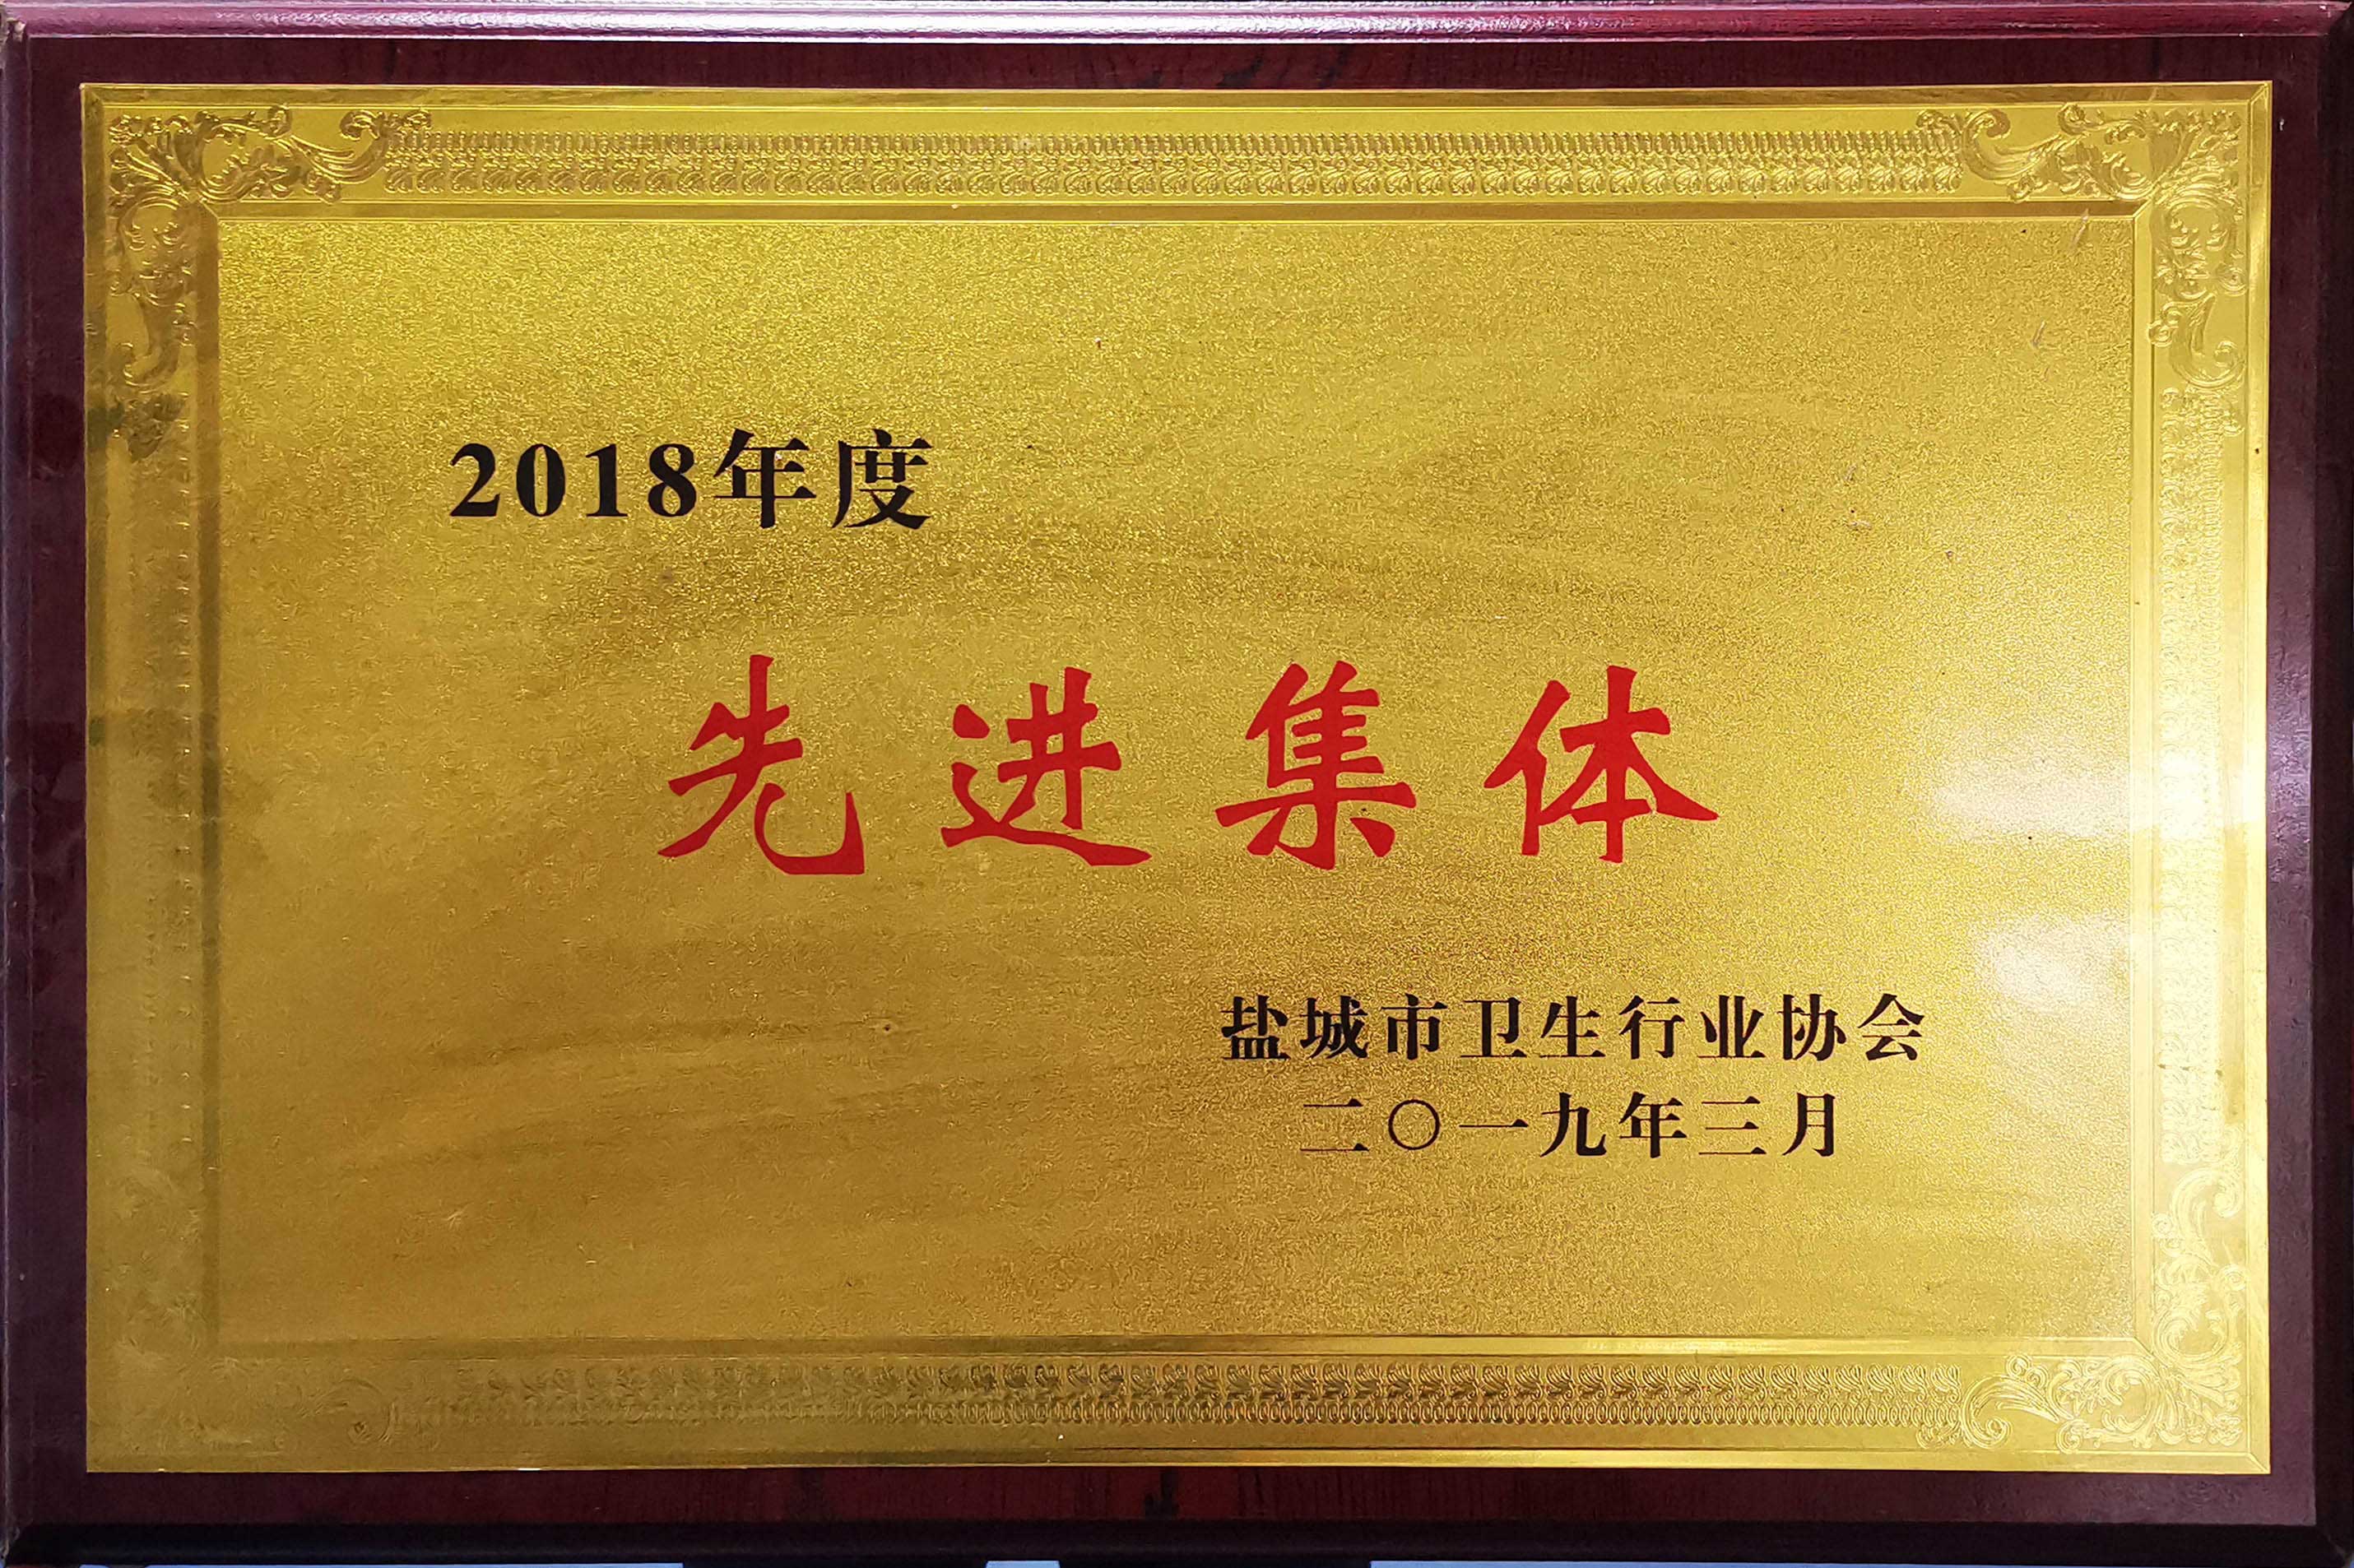 2018年度
先进集体
盐城市卫生行业协会
二〇一九年三月